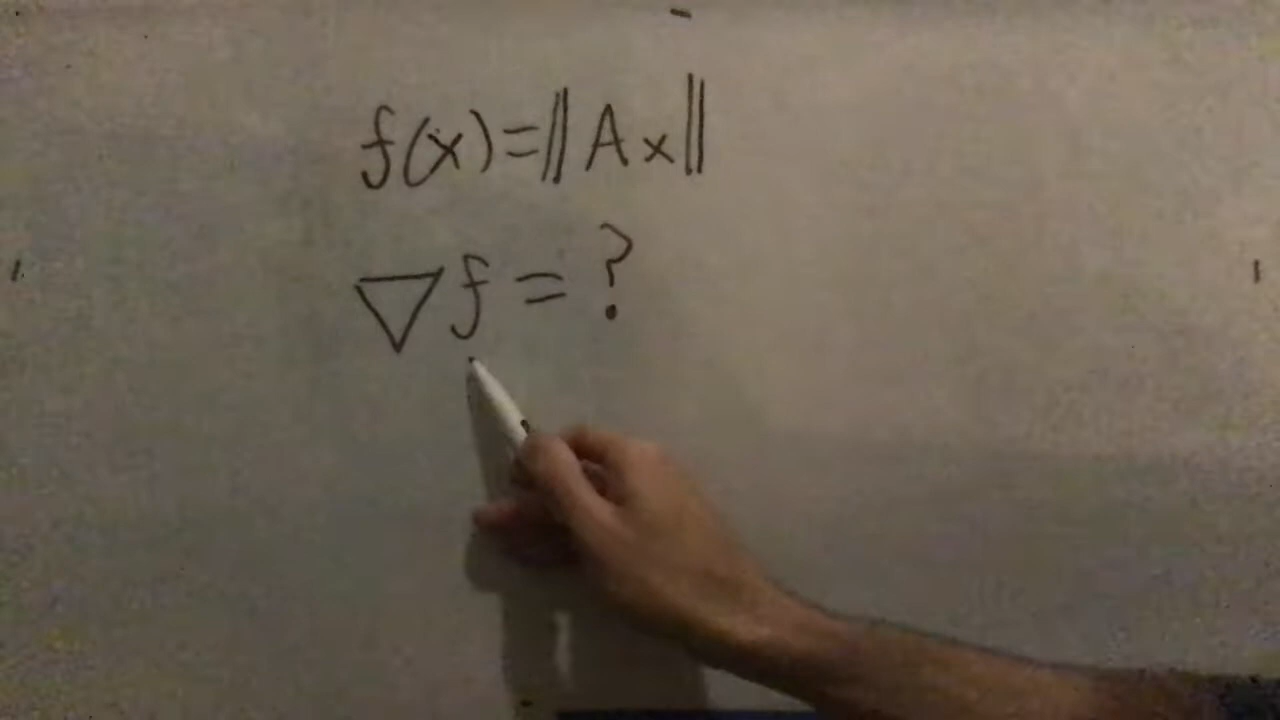 f(x)=‖Ax‖
∇f = ?